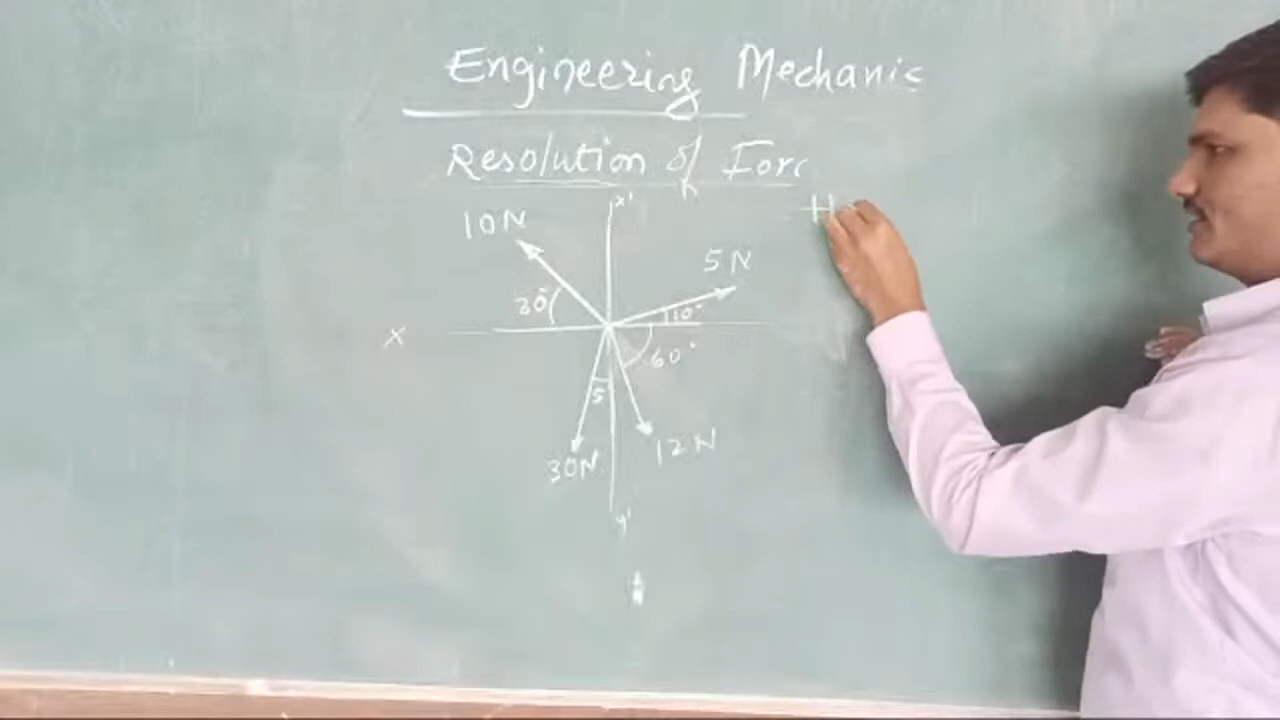 Engineering Mechanic
Resolution of Forc
x'
10N
5N
30°
10°
X
60°
5
12N
30N
y'